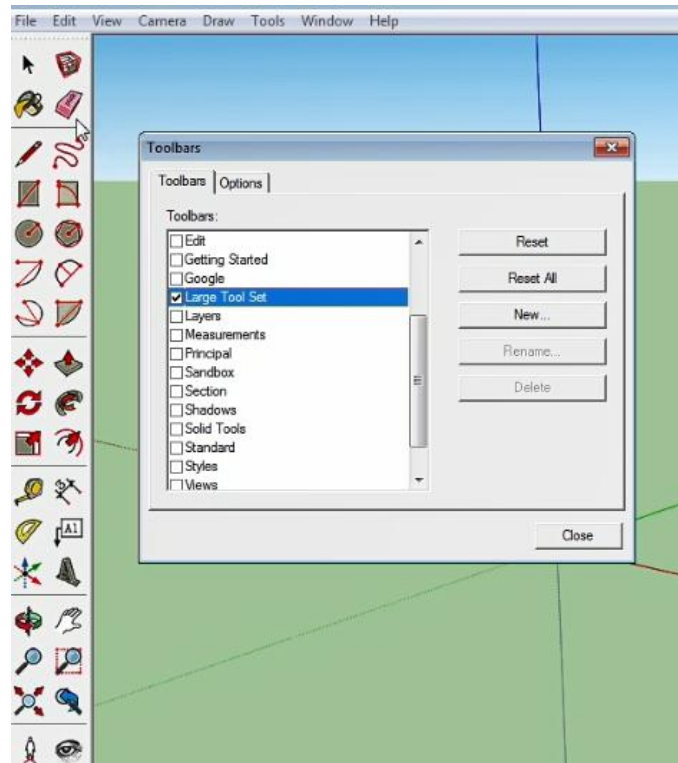 File Edit View Camera Draw Tools Window Help
Toolbars
Toolbars Options
Toolbars:
Edit
Getting Started
Google
Large Tool Set
Layers
Measurements
Principal
Sandbox
Section
Shadows
Solid Tools
Standard
Styles
Views
Reset
Reset All
New...
Rename...
Delete
Close
A1